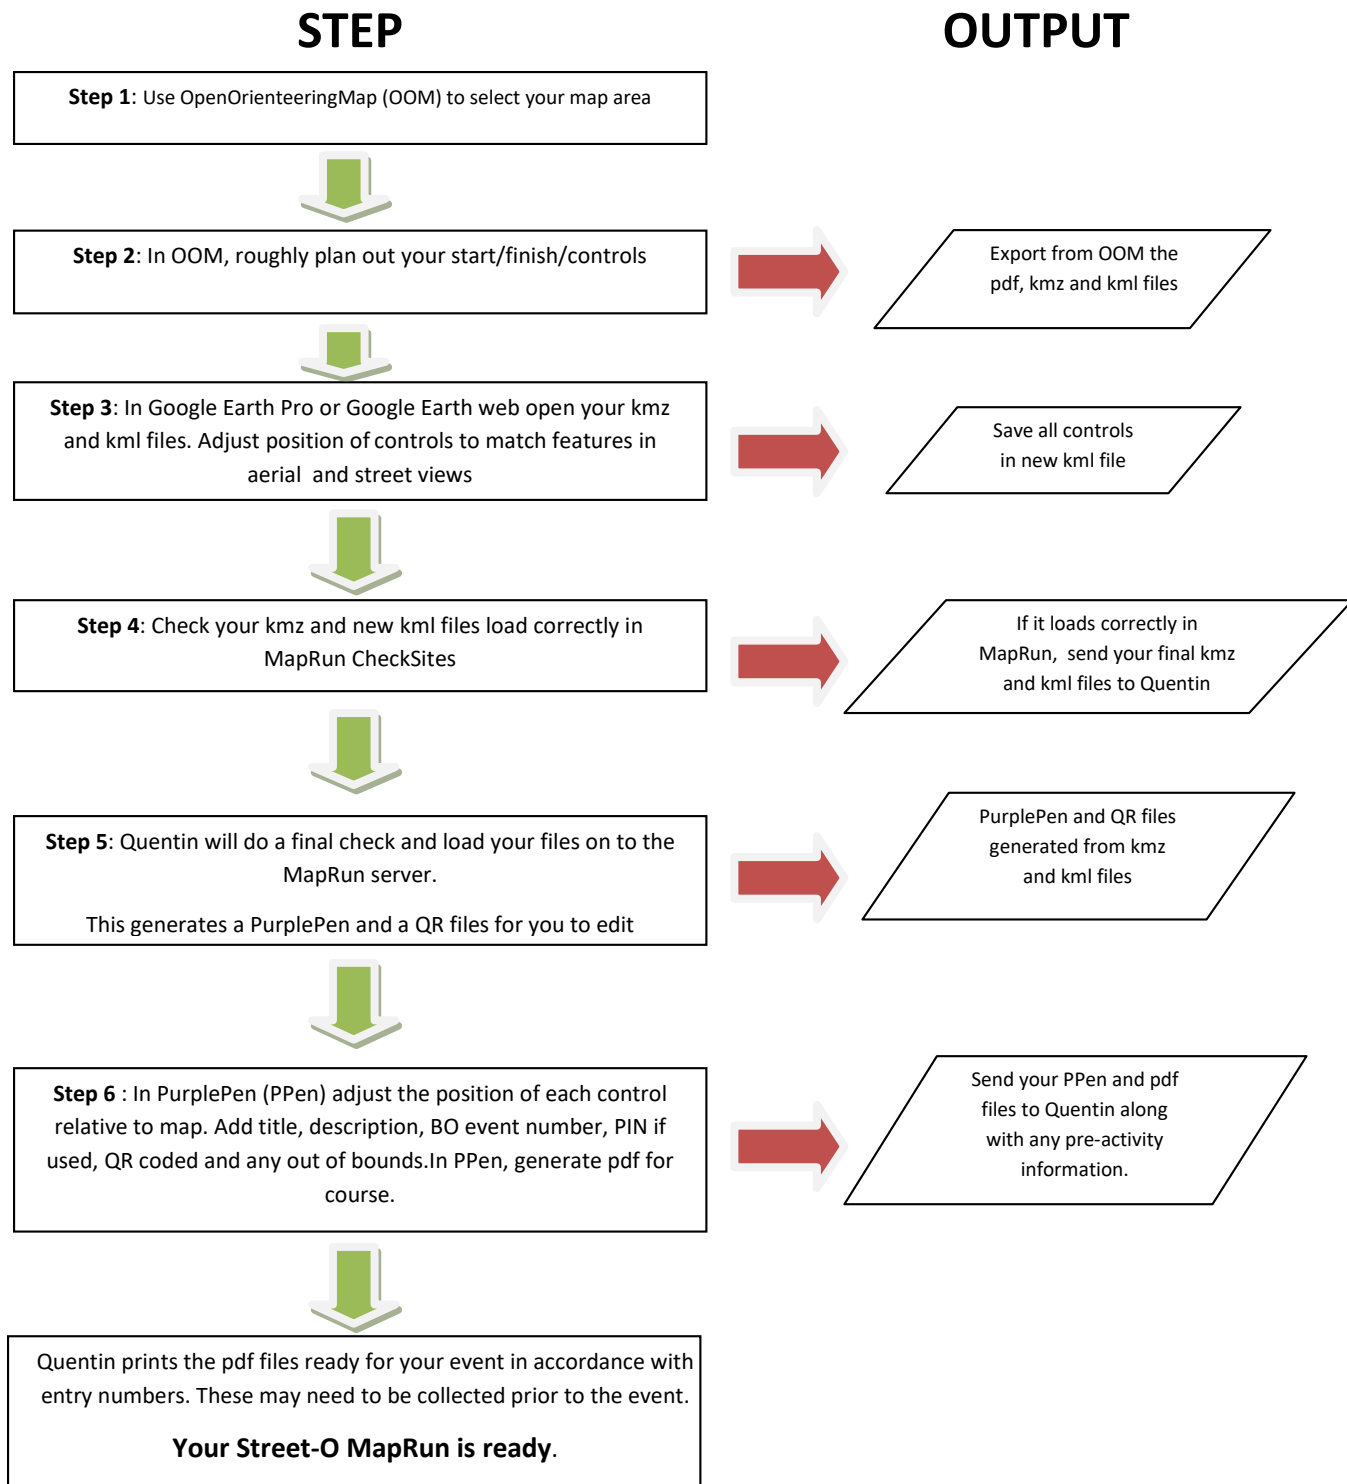 STEP
OUTPUT
Step 1: Use OpenOrienteeringMap (OOM) to select your map area
Step 2: In OOM, roughly plan out your start/finish/controls
Export from OOM the
pdf, kmz and kml files
Step 3: In Google Earth Pro or Google Earth web open your kmz
and kml files. Adjust position of controls to match features in
aerial and street views
Save all controls
in new kml file
Step 4: Check your kmz and new kml files load correctly in
MapRun CheckSites
If it loads correctly in
MapRun, send your final kmz
and kml files to Quentin
Step 5: Quentin will do a final check and load your files on to the
MapRun server.
This generates a PurplePen and a QR files for you to edit
PurplePen and QR files
generated from kmz
and kml files
Step 6 : In PurplePen (PPen) adjust the position of each control
relative to map. Add title, description, BO event number, PIN if
used, QR coded and any out of bounds.In PPen, generate pdf for
course.
Send your PPen and pdf
files to Quentin along
with any pre-activity
information.
Quentin prints the pdf files ready for your event in accordance with
entry numbers. These may need to be collected prior to the event.
Your Street-O MapRun is ready.